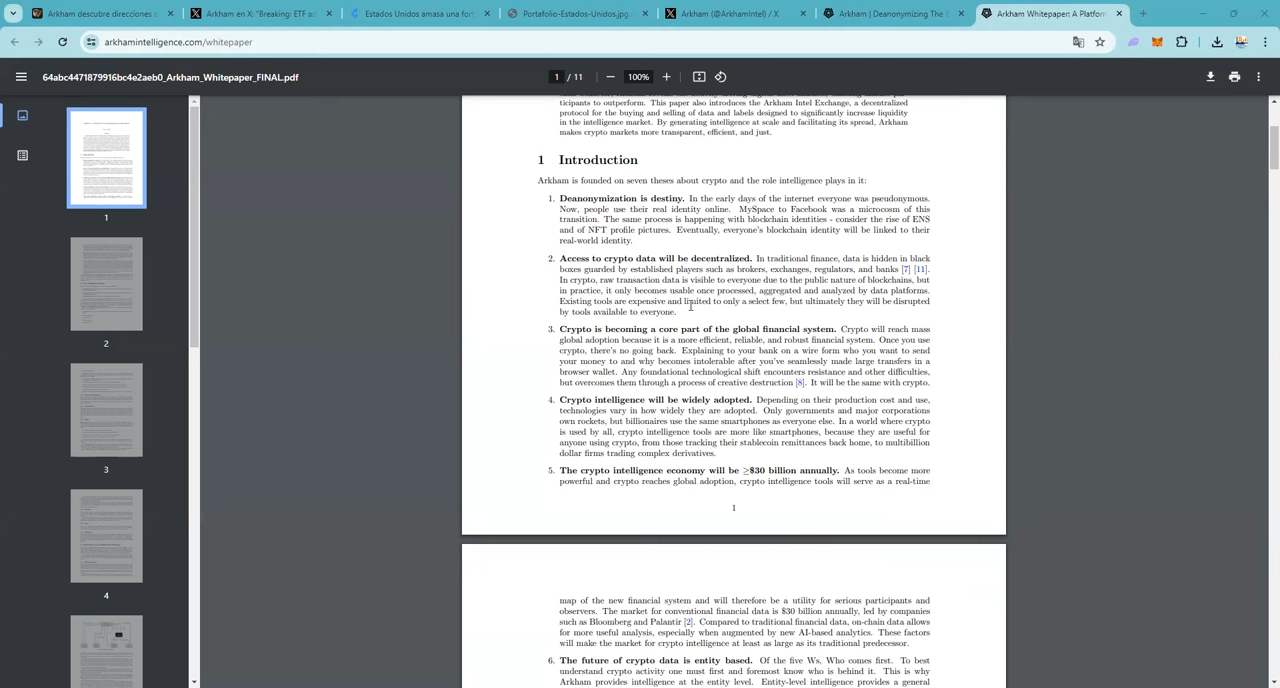 Arkham descubre direcciones a
Arkham en X: "Breaking: ETF ad
Estados Unidos amasa una fort
Portafolio-Estados-Unidos.jpg
Arkham (@ArkhamIntel) / X
Arkham | Deanonymizing The B
Arkham Whitepaper: A Platform
arkhamintelligence.com/whitepaper
64abc4471879916bc4e2aeb0_Arkham_Whitepaper_FINAL.pdf
1 / 11
100%
ticipants to outperform. This paper also introduces the Arkham Intel Exchange, a decentralized
protocol for the buying and selling of data and labels designed to significantly increase liquidity
in the intelligence market. By generating intelligence at scale and facilitating its spread, Arkham
makes crypto markets more transparent, efficient, and just.
1 Introduction
Arkham is founded on seven theses about crypto and the role intelligence plays in it:
1. Deanonymization is destiny. In the early days of the internet everyone was pseudonymous.
Now, people use their real identity online. MySpace to Facebook was a microcosm of this
transition. The same process is happening with blockchain identities - consider the rise of ENS
and of NFT profile pictures. Eventually, everyone's blockchain identity will be linked to their
real-world identity.
2. Access to crypto data will be decentralized. In traditional finance, data is hidden in black
boxes guarded by established players such as brokers, exchanges, regulators, and banks [7] [11].
In crypto, raw transaction data is visible to everyone due to the public nature of blockchains, but
in practice, it only becomes usable once processed, aggregated and analyzed by data platforms.
Existing tools are expensive and limited to only a select few, but ultimately they will be disrupted
by tools available to everyone.
3. Crypto is becoming a core part of the global financial system. Crypto will reach mass
global adoption because it is a more efficient, reliable, and robust financial system. Once you use
crypto, there's no going back. Explaining to your bank on a wire form who you want to send
your money to and why becomes intolerable after you've seamlessly made large transfers in a
browser wallet. Any foundational technological shift encounters resistance and other difficulties,
but overcomes them through a process of creative destruction [8]. It will be the same with crypto.
4. Crypto intelligence will be widely adopted. Depending on their production cost and use,
technologies vary in how widely they are adopted. Only governments and major corporations
own rockets, but billionaires use the same smartphones as everyone else. In a world where crypto
is used by all, crypto intelligence tools are more like smartphones, because they are useful for
anyone using crypto, from those tracking their stablecoin remittances back home, to multibillion
dollar firms trading complex derivatives.
5. The crypto intelligence economy will be ≥$30 billion annually. As tools become more
powerful and crypto reaches global adoption, crypto intelligence tools will serve as a real-time
1
map of the new financial system and will therefore be a utility for serious participants and
observers. The market for conventional financial data is $30 billion annually, led by companies
such as Bloomberg and Palantir [2]. Compared to traditional financial data, on-chain data allows
for more useful analysis, especially when augmented by new AI-based analytics. These factors
will make the market for crypto intelligence at least as large as its traditional predecessor.
6. The future of crypto data is entity based. Of the five Ws, Who comes first. To best
understand crypto activity one must first and foremost know who is behind it. This is why
Arkham provides intelligence at the entity level. Entity-level intelligence provides a general
1
2
3
4